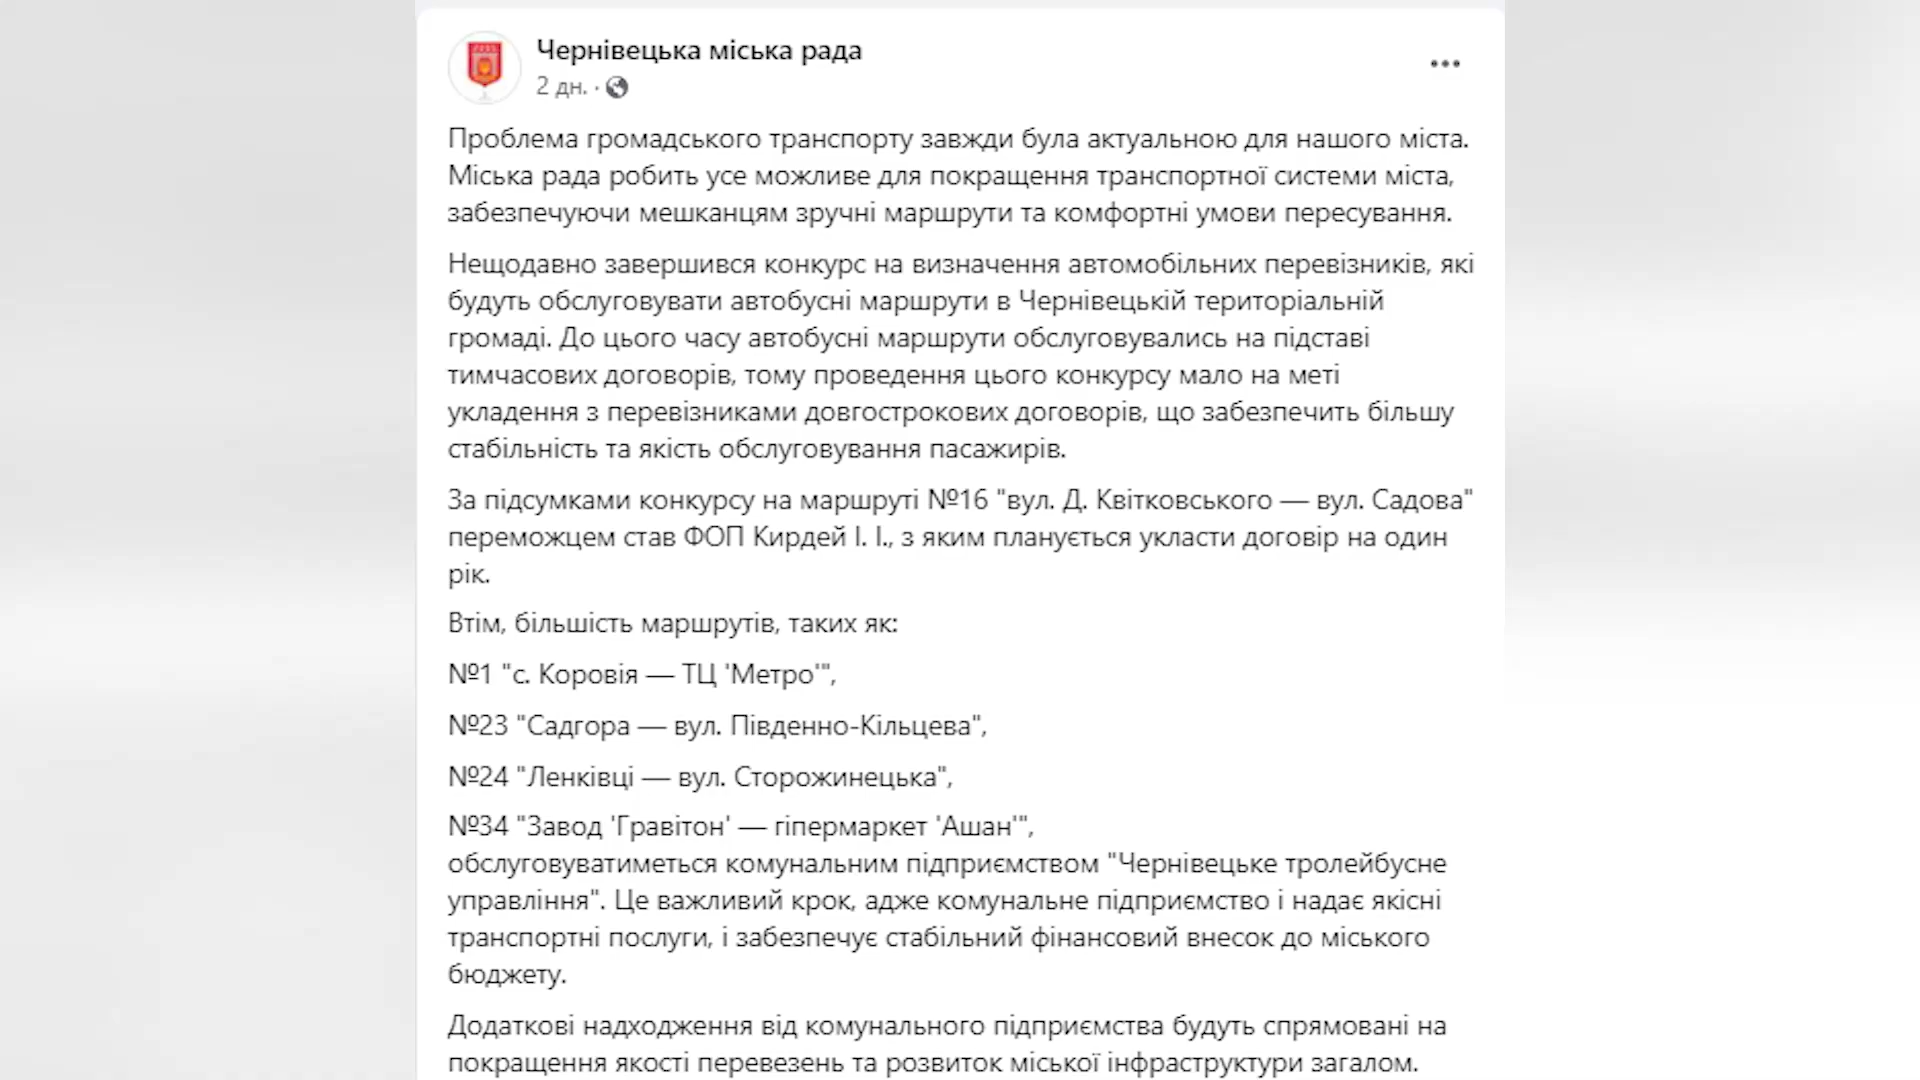 Чернівецька міська рада
2 дн. ·
Проблема громадського транспорту завжди була актуальною для нашого міста.
Міська рада робить усе можливе для покращення транспортної системи міста,
забезпечуючи мешканцям зручні маршрути та комфортні умови пересування.
Нещодавно завершився конкурс на визначення автомобільних перевізників, які
будуть обслуговувати автобусні маршрути в Чернівецькій територіальній
громаді. До цього часу автобусні маршрути обслуговувались на підставі
тимчасових договорів, тому проведення цього конкурсу мало на меті
укладення з перевізниками довгострокових договорів, що забезпечить більшу
стабільність та якість обслуговування пасажирів.
За підсумками конкурсу на маршруті №16 "вул. Д. Квітковського — вул. Садова"
переможцем став ФОП Кирдей І. І., з яким планується укласти договір на один
рік.
Втім, більшість маршрутів, таких як:
№1 "с. Коровія — ТЦ 'Метро'",
№23 "Садгора — вул. Південно-Кільцева",
№24 "Ленківці — вул. Сторожинецька",
№34 "Завод 'Гравітон' — гіпермаркет 'Ашан'",
обслуговуватиметься комунальним підприємством "Чернівецьке тролейбусне
управління". Це важливий крок, адже комунальне підприємство і надає якісні
транспортні послуги, і забезпечує стабільний фінансовий внесок до міського
бюджету.
Додаткові надходження від комунального підприємства будуть спрямовані на
покращення якості перевезень та розвиток міської інфраструктури загалом.